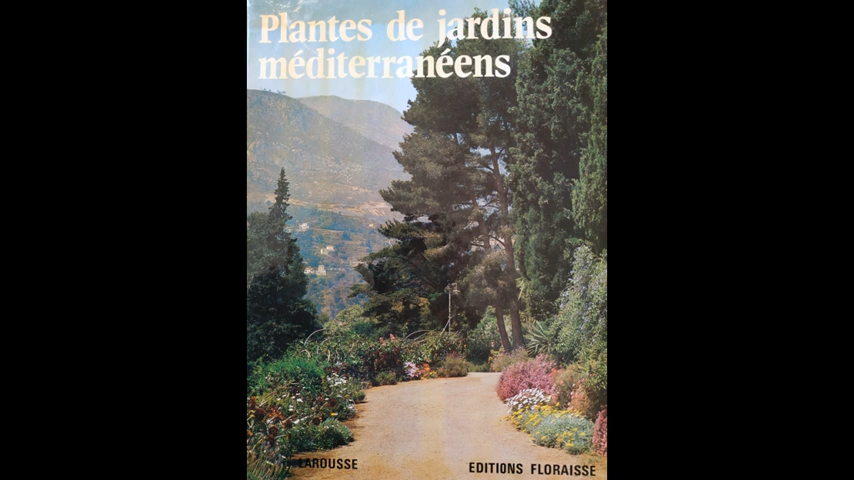 Plantes de jardins
méditerranéens
LAROUSSE
EDITIONS FLORAISSE